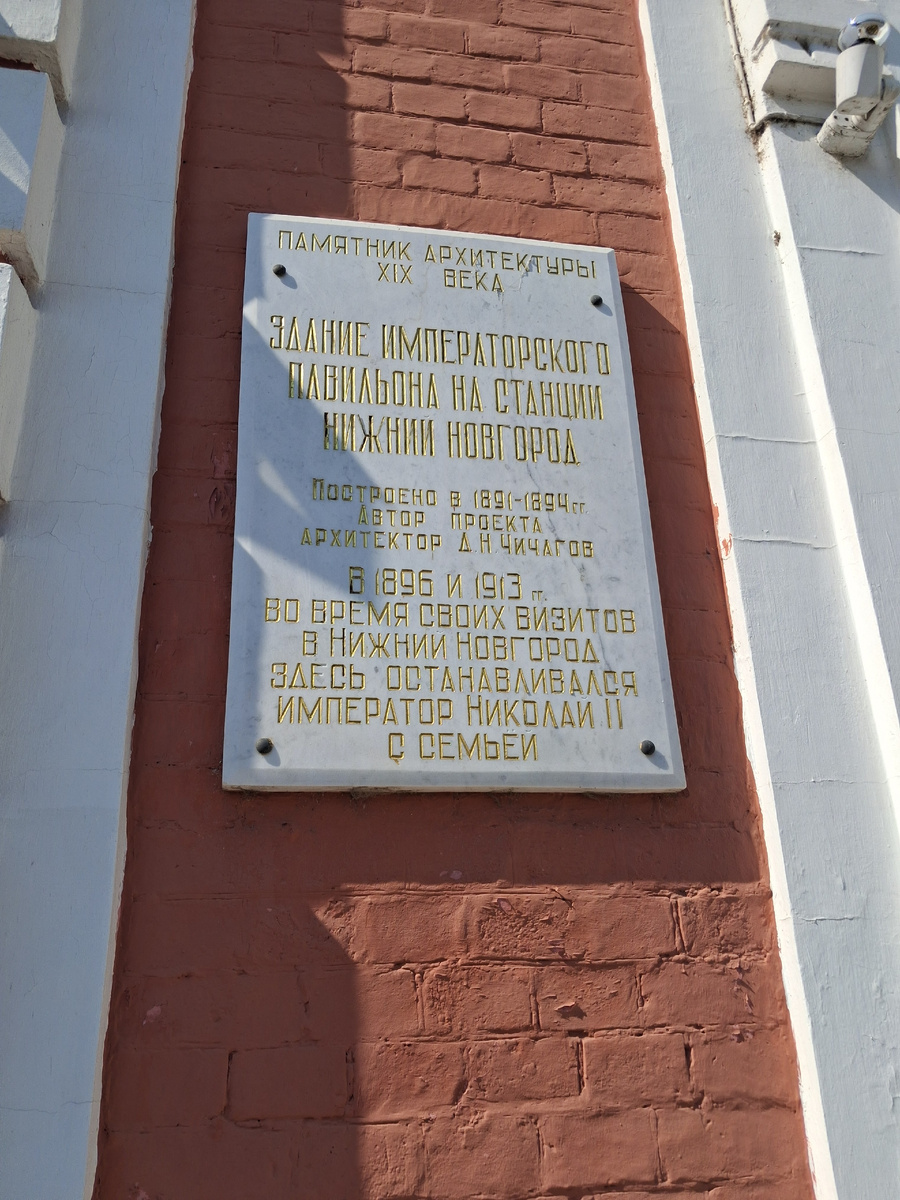 ПАМЯТНИК АРХИТЕКТУРЫ
XIX ВЕКА
ЗДАНИЕ ИМПЕРАТОРСКОГО
ПАВИЛЬОНА НА СТАНЦИИ
НИЖНИЙ НОВГОРОД
ПОСТРОЕНО В 1891-1894 гг.
АВТОР ПРОЕКТА
АРХИТЕКТОР Д.Н.ЧИЧАГОВ
В 1896 И 1913 гг.
ВО ВРЕМЯ СВОИХ ВИЗИТОВ
В НИЖНИЙ НОВГОРОД
ЗДЕСЬ ОСТАНАВЛИВАЛСЯ
ИМПЕРАТОР НИКОЛАЙ II
С СЕМЬЁЙ